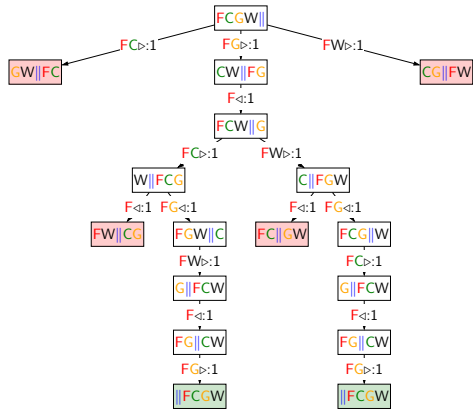 FCGW‖
FC▷:1 FG▷:1 FW▷:1
GW‖FC CW‖FG CG‖FW
F◁:1
FCW‖G
FC▷:1 FW▷:1
W‖FCG C‖FGW
F◁:1 FG◁:1 F◁:1 FG◁:1
FW‖CG FGW‖C FC‖GW FCG‖W
FW▷:1 FC▷:1
G‖FCW G‖FCW
F◁:1 F◁:1
FG‖CW FG‖CW
FG▷:1 FG▷:1
‖FCGW ‖FCGW